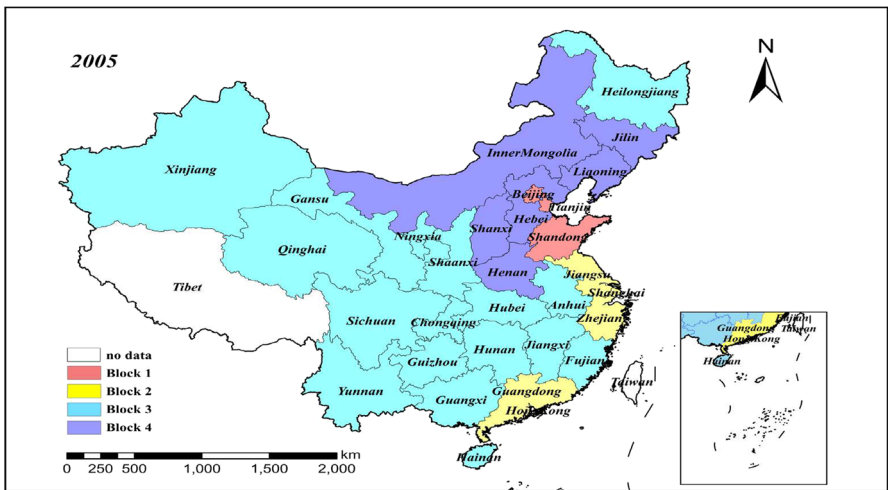 2005
N
Heilongjiang
Jilin
InnerMongolia
Liaoning
Xinjiang
Beijing
Gansu
Tianjin
Hebei
Shanxi
Ningxia
Shandong
Qinghai
Shaanxi
Henan
Jiangsu
Tibet
Shanghai
Hubei
Anhui
Zhejian
Sichuan
Chongqing
Hunan
Jiangxi
Guizhou
Fujian
Taiwan
Yunnan
Guangxi
Guangdong
Hongkong
Hainan
no data
Block 1
Block 2
Block 3
Block 4
0 250 500 1,000 1,500 2,000 km
Fujian
Guangdong
Taiwan
Hongkong
Hainan